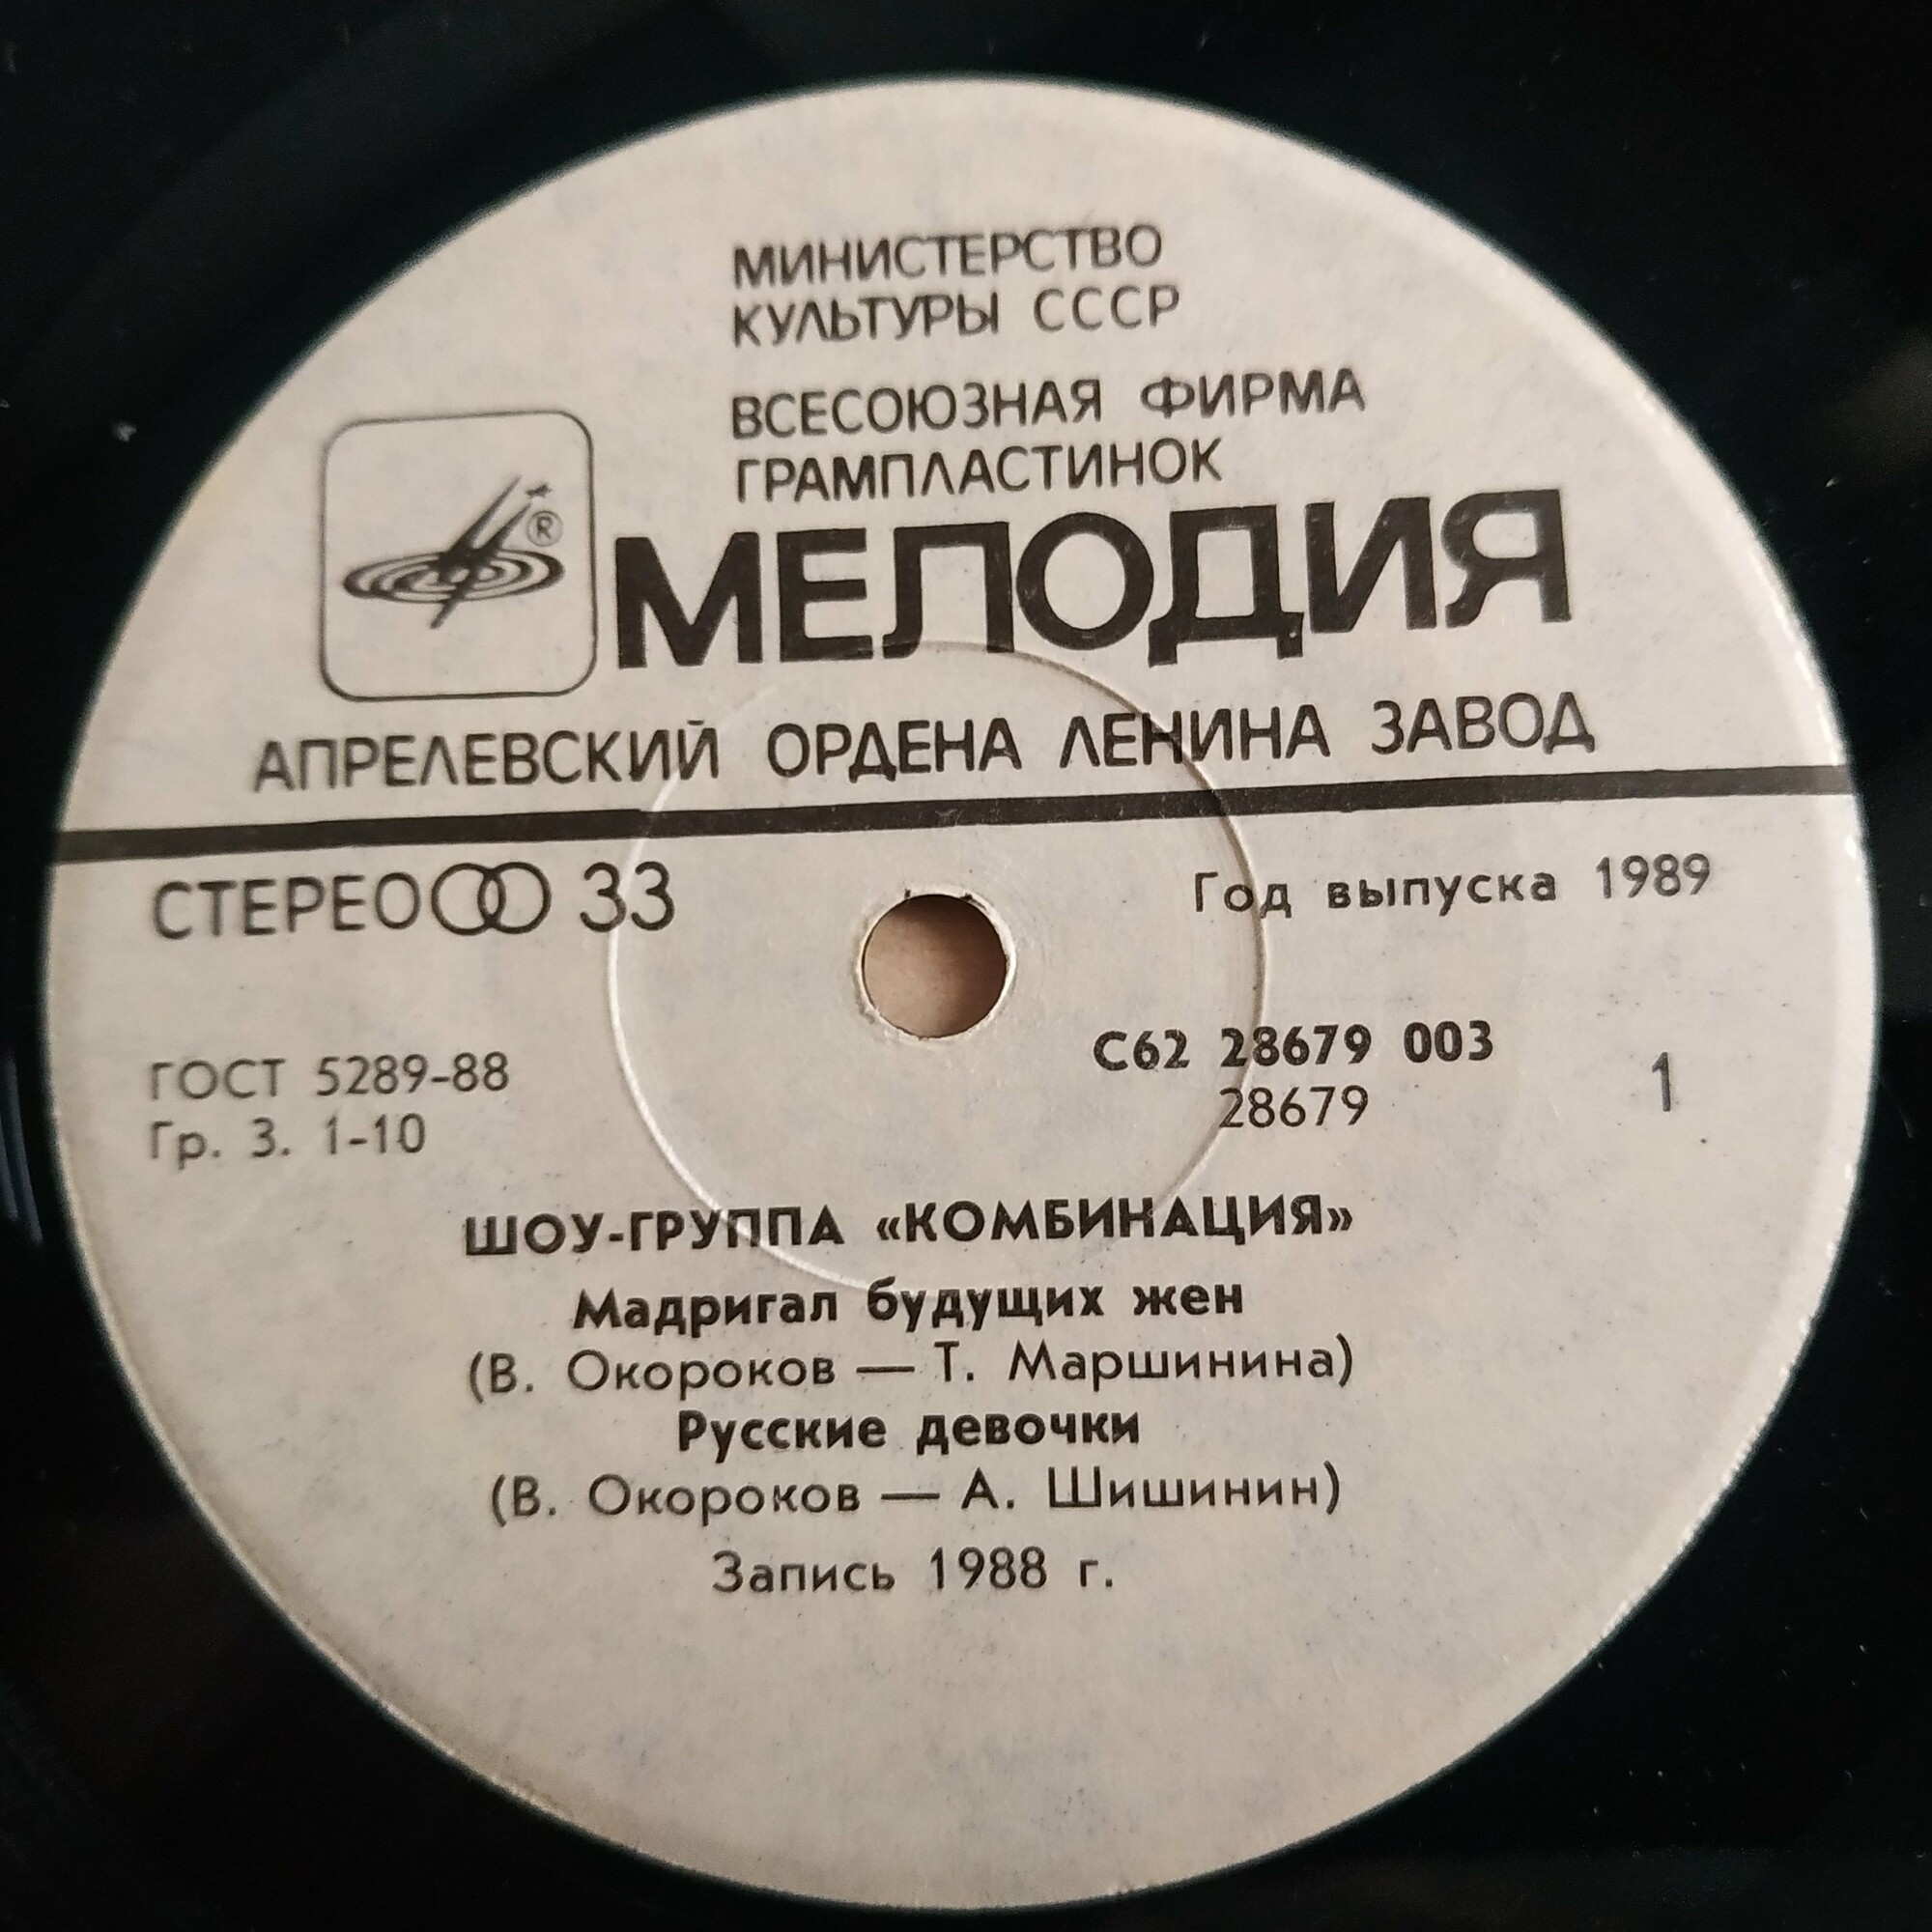 МИНИСТЕРСТВО
КУЛЬТУРЫ СССР
ВСЕСОЮЗНАЯ ФИРМА
ГРАМПЛАСТИНОК
®
МЕЛОДИЯ
АПРЕЛЕВСКИЙ ОРДЕНА ЛЕНИНА ЗАВОД
СТЕРЕО 33
Год выпуска 1989
ГОСТ 5289-88
Гр. 3. 1-10
С62 28679 003
28679
1
ШОУ-ГРУППА «КОМБИНАЦИЯ»
Мадригал будущих жен
(В. Окороков — Т. Маршинина)
Русские девочки
(В. Окороков — А. Шишинин)
Запись 1988 г.